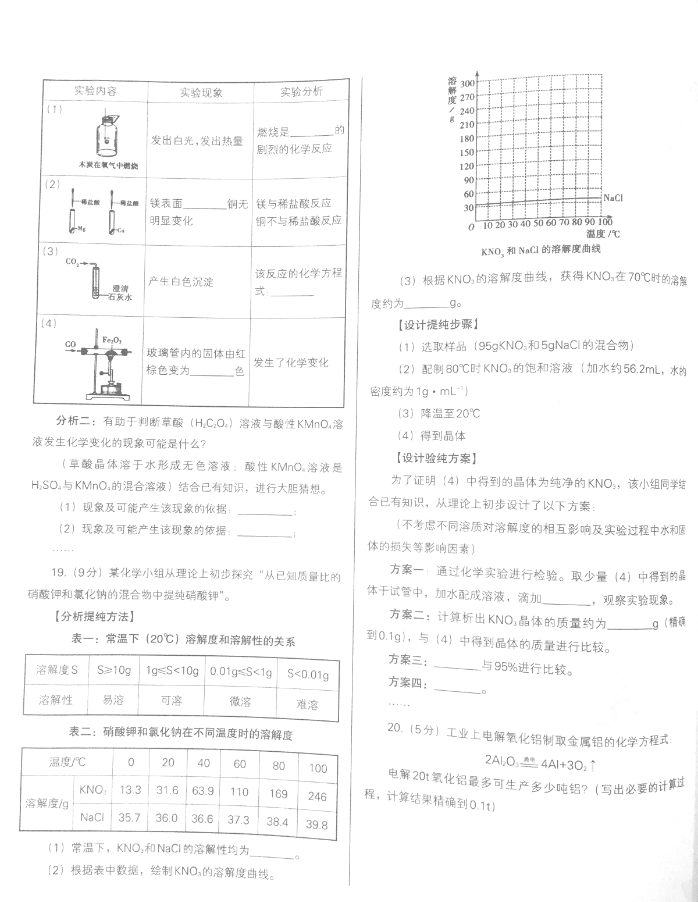 实验内容 实验现象 实验分析
(1)
木炭在氧气中燃烧
发出白光,发出热量
燃烧是______的
剧烈的化学反应
(2)
稀盐酸 稀盐酸
Mg Cu
镁表面______铜无
明显变化
镁与稀盐酸反应
铜不与稀盐酸反应
(3)
CO₂
澄清
石灰水
产生白色沉淀
该反应的化学方程
式:______
(4)
CO Fe₂O₃
玻璃管内的固体由红
棕色变为______色
发生了化学变化
分析二:有助于判断草酸(H₂C₂O₄)溶液与酸性KMnO₄溶
液发生化学变化的现象可能是什么?
(草酸晶体溶于水形成无色溶液;酸性KMnO₄溶液是
H₂SO₄与KMnO₄的混合溶液)结合已有知识,进行大胆猜想。
(1)现象及可能产生该现象的依据:______;
(2)现象及可能产生该现象的依据:______;
……
19.(9分)某化学小组从理论上初步探究“从已知质量比的
硝酸钾和氯化钠的混合物中提纯硝酸钾”。
【分析提纯方法】
表一:常温下(20℃)溶解度和溶解性的关系
溶解度S S≥10g 1g≤S<10g 0.01g≤S<1g S<0.01g
溶解性 易溶 可溶 微溶 难溶
表二:硝酸钾和氯化钠在不同温度时的溶解度
温度/℃ 0 20 40 60 80 100
溶解度/g
KNO₃ 13.3 31.6 63.9 110 169 246
NaCl 35.7 36.0 36.6 37.3 38.4 39.8
(1)常温下,KNO₃和NaCl的溶解性均为______。
(2)根据表中数据,绘制KNO₃的溶解度曲线。
溶解度/g
300
270
240
210
180
150
120
90
60
30
NaCl
0 10 20 30 40 50 60 70 80 90 100
温度/℃
KNO₃和NaCl的溶解度曲线
(3)根据KNO₃的溶解度曲线,获得KNO₃在70℃时的溶解
度约为______g。
【设计提纯步骤】
(1)选取样品(95gKNO₃和5gNaCl的混合物)
(2)配制80℃时KNO₃的饱和溶液(加水约56.2mL,水的
密度约为1g·mL⁻¹)
(3)降温至20℃
(4)得到晶体
【设计验纯方案】
为了证明(4)中得到的晶体为纯净的KNO₃,该小组同学结
合已有知识,从理论上初步设计了以下方案:
(不考虑不同溶质对溶解度的相互影响及实验过程中水和固
体的损失等影响因素)
方案一:通过化学实验进行检验。取少量(4)中得到的晶
体于试管中,加水配成溶液,滴加______,观察实验现象。
方案二:计算析出KNO₃晶体的质量约为______g(精确
到0.1g),与(4)中得到晶体的质量进行比较。
方案三:______与95%进行比较。
方案四:______。
……
20.(5分)工业上电解氧化铝制取金属铝的化学方程式:
2Al₂O₃ 通电 4Al+3O₂↑
电解20t氧化铝最多可生产多少吨铝?(写出必要的计算过
程,计算结果精确到0.1t)